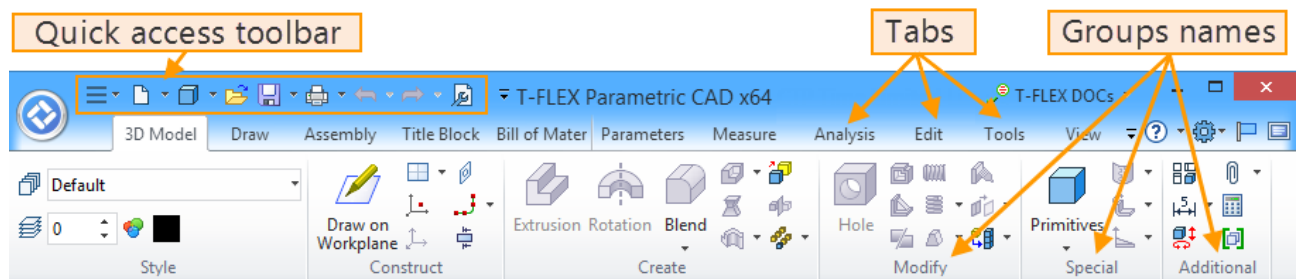 Quick access toolbar
Tabs
Groups names
T-FLEX Parametric CAD x64
T-FLEX DOCs
3D Model Draw Assembly Title Block Bill of Mater Parameters Measure Analysis Edit Tools View
Default
0
Draw on
Workplane
Extrusion Rotation Blend
Hole
Primitives
5
Style Construct Create Modify Special Additional